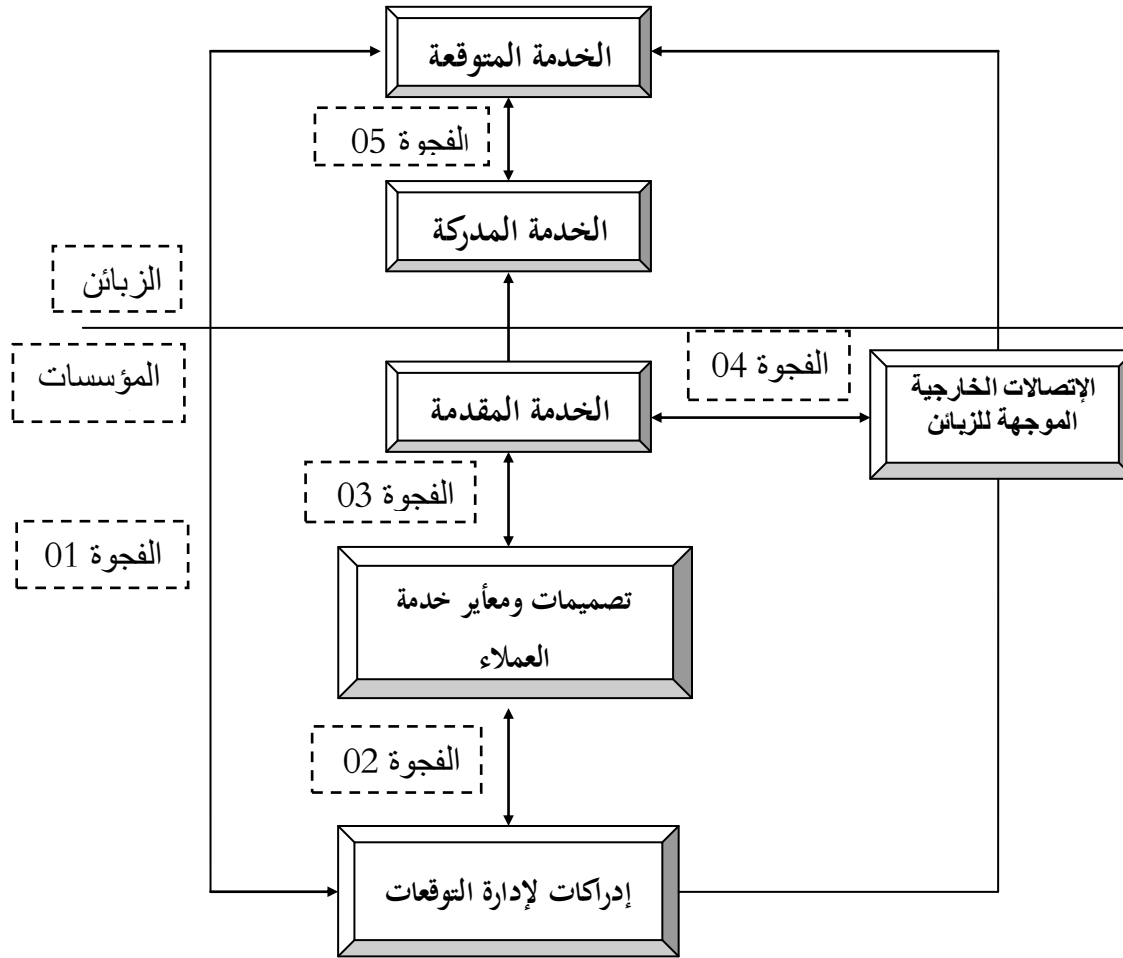 الخدمة المتوقعة
الفجوة 05
الخدمة المدركة
الزبائن
المؤسسات
الفجوة 04
الإتصالات الخارجية
الموجهة للزبائن
الخدمة المقدمة
الفجوة 03
الفجوة 01
تصميمات ومعأير خدمة
العملاء
الفجوة 02
إدراكات لإدارة التوقعات